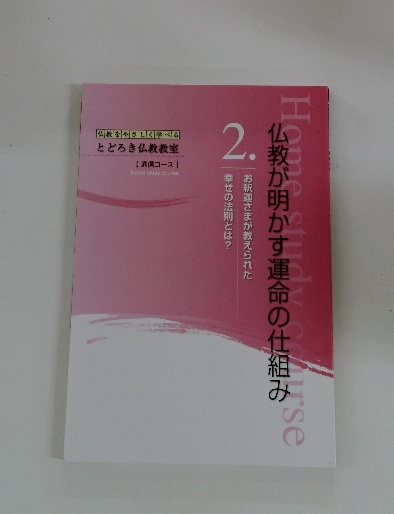 Home study course
仏教が明かす運命の仕組み
2.
お釈迦さまが教えられた
幸せの法則とは？
仏教をやさしく学べる
とどろき仏教教室
【通信コース】
Home study course